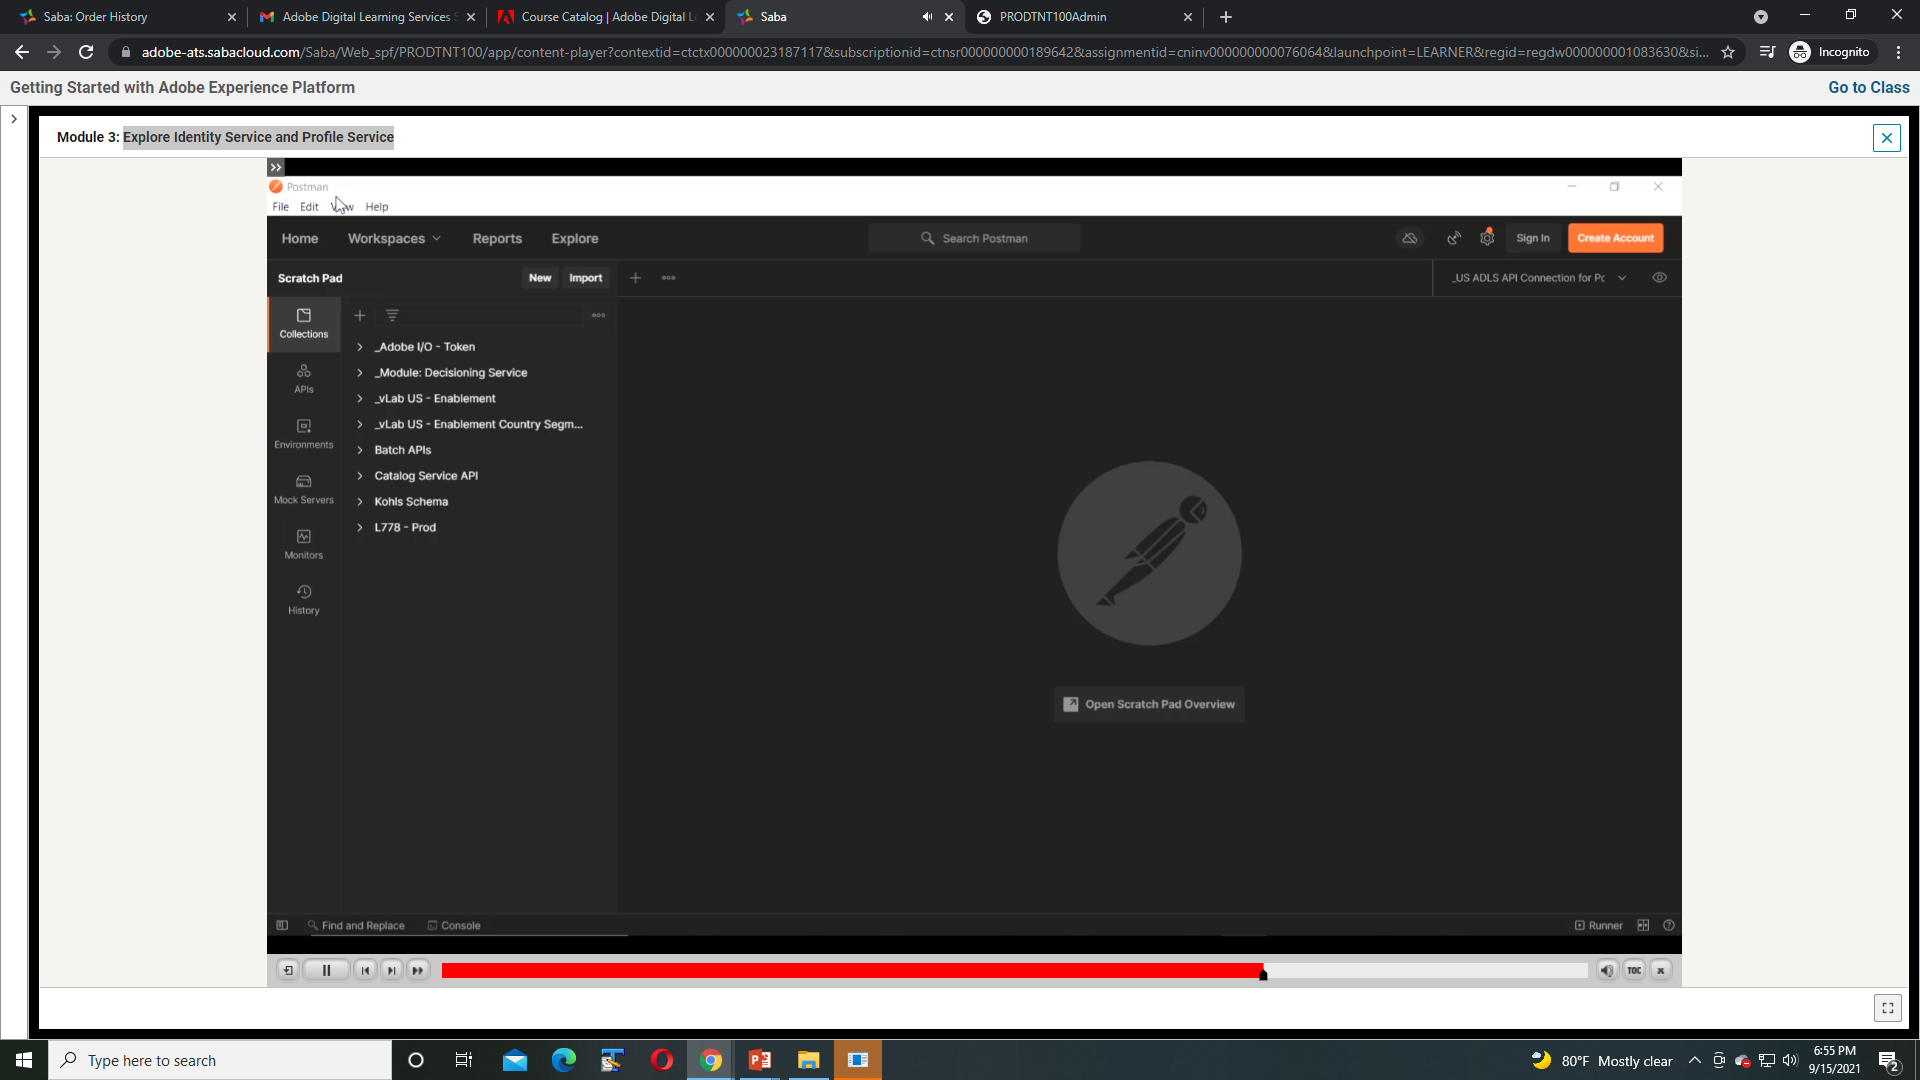 Saba: Order History
Adobe Digital Learning Services S
Course Catalog | Adobe Digital L
Saba
PRODTNT100Admin
adobe-ats.sabacloud.com/Saba/Web_spf/PRODTNT100/app/content-player?contextid=ctctx000000023187117&subscriptionid=ctnsr000000000189642&assignmentid=cninv000000000076064&launchpoint=LEARNER&regid=regdw000000001083630&si...
Incognito
Getting Started with Adobe Experience Platform
Go to Class
Module 3: Explore Identity Service and Profile Service
Postman
File Edit View Help
Home Workspaces Reports Explore
Search Postman
Sign In
Create Account
Scratch Pad
New
Import
_US ADLS API Connection for Pc
Collections
APIs
Environments
Mock Servers
Monitors
History
_Adobe I/O - Token
_Module: Decisioning Service
_vLab US - Enablement
_vLab US - Enablement Country Segm...
Batch APIs
Catalog Service API
Kohls Schema
L778 - Prod
Open Scratch Pad Overview
Find and Replace
Console
Runner
TOC
Type here to search
80°F Mostly clear
6:55 PM
9/15/2021
2